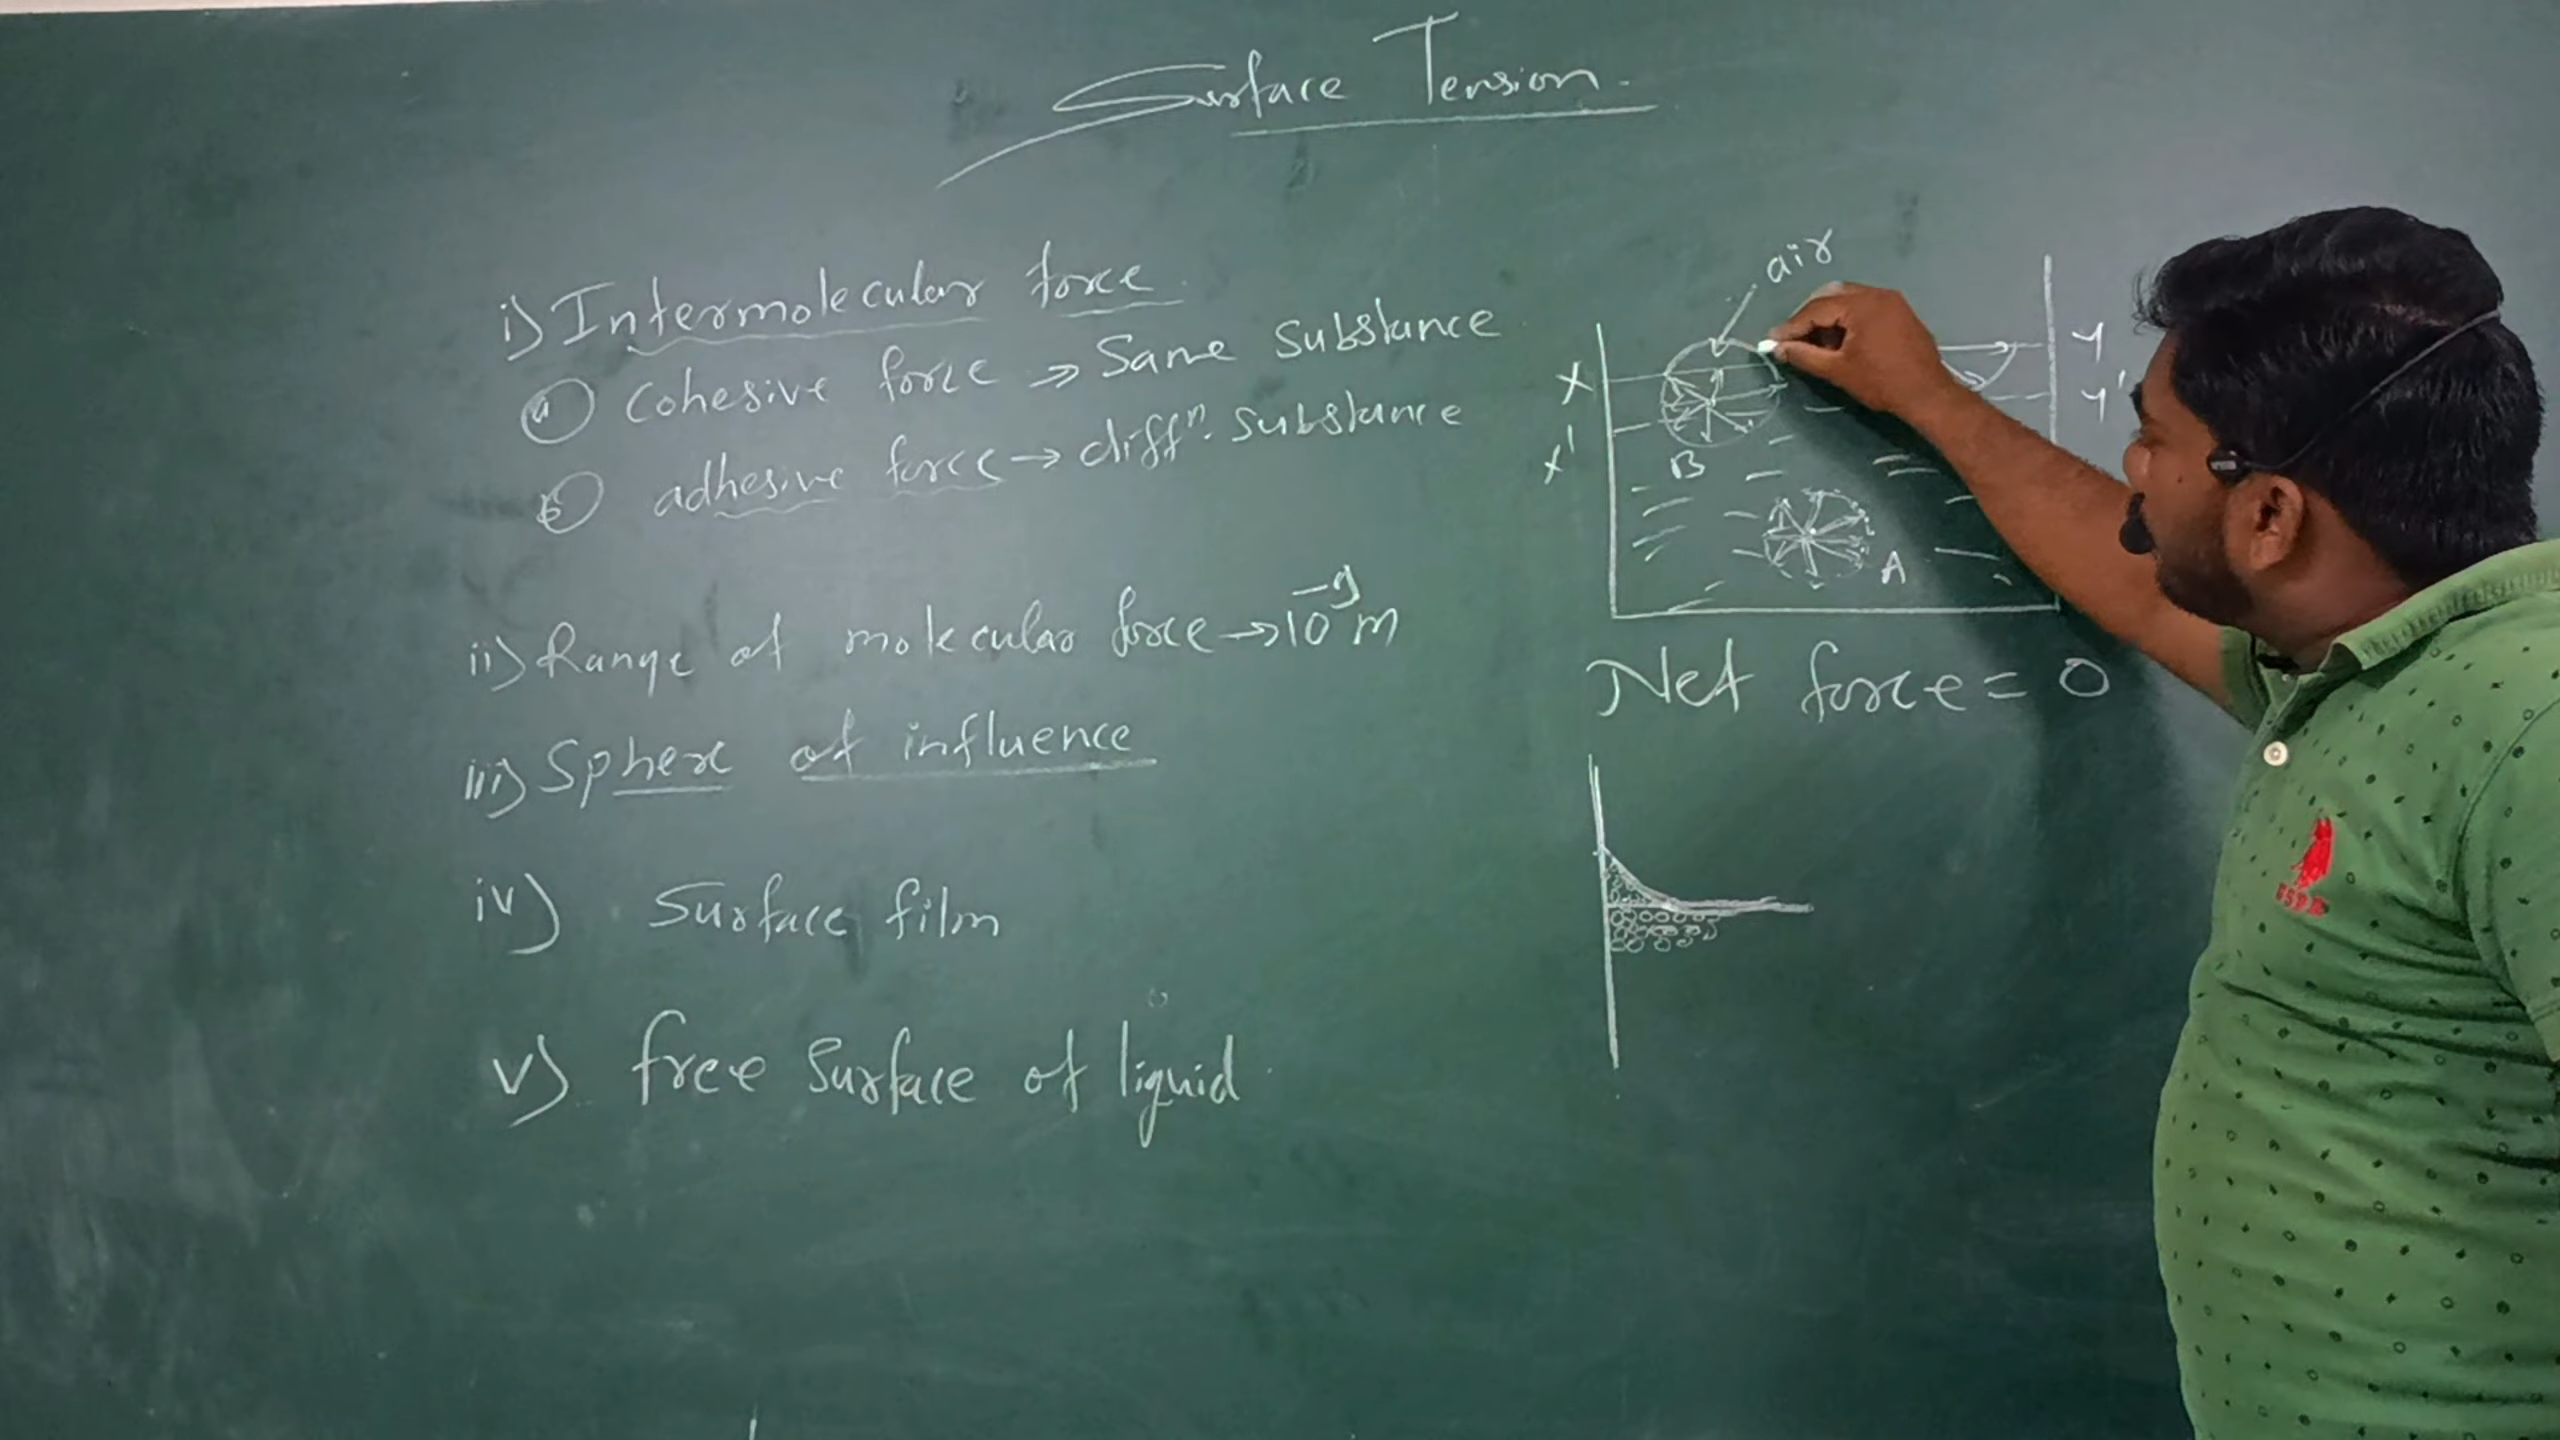 Surface Tension.
i) Intermolecular force.
(a) Cohesive force → Same Substance
(b) adhesive force → diffⁿ. Substance
ii) Range of molecular force → 10⁻⁹ m
iii) Sphere of influence
iv) Surface film
v) free Surface of liquid.
air
X
Y
X'
Y'
B
A
Net force = 0